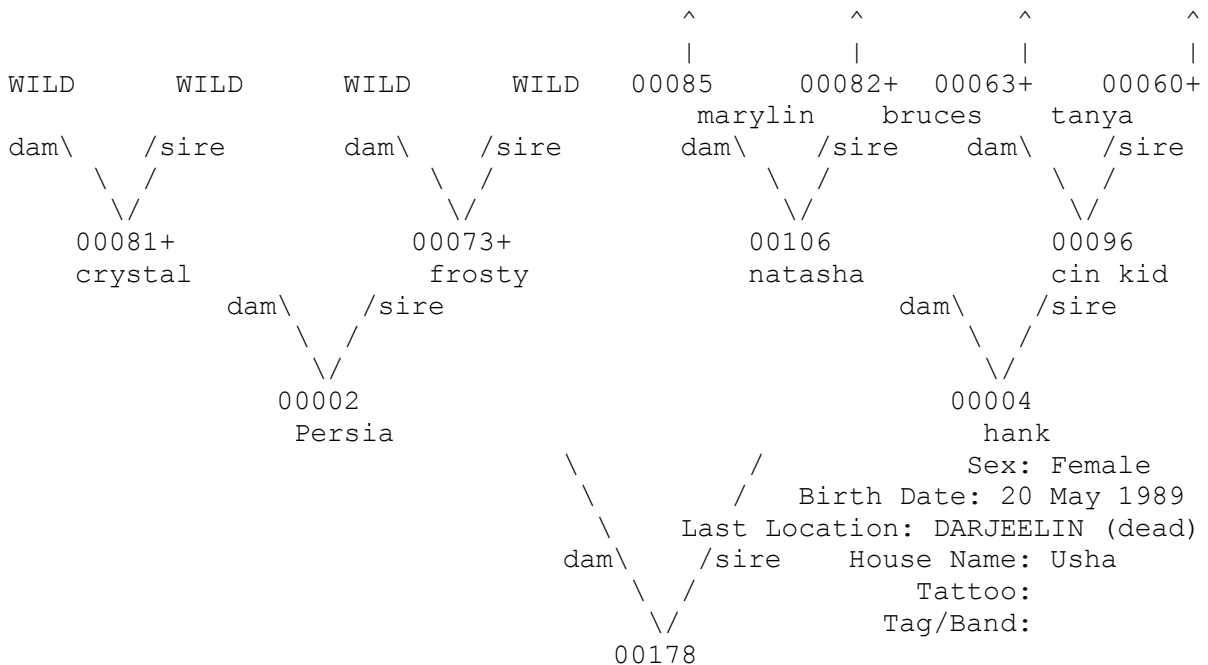 ^         ^         ^         ^
|         |         |         |
WILD      WILD      WILD      WILD  00085     00082+  00063+    00060+
marylin    bruces    tanya
dam\      /sire       dam\    /sire       dam\    /sire   dam\    /sire
\  /                \  /                \  /             \  /
\/                  \/                  \/               \/
00081+              00073+              00106             00096
crystal              frosty             natasha           cin kid
dam\    /sire                           dam\    /sire
\  /                                    \  /
\/                                      \/
00002                                   00004
Persia                                   hank
\          /            Sex: Female
\        /   Birth Date: 20 May 1989
\    Last Location: DARJEELIN (dead)
dam\    /sire    House Name: Usha
\  /             Tattoo:
\/            Tag/Band:
00178